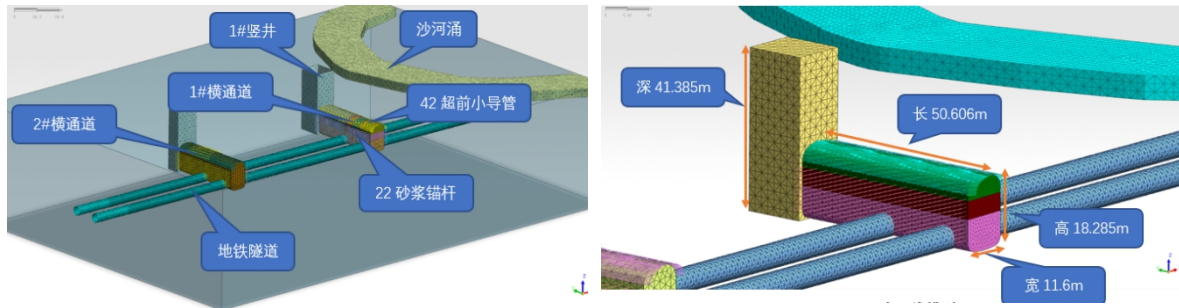 1#竖井
沙河涌
1#横通道
42 超前小导管
2#横通道
22 砂浆锚杆
地铁隧道
深 41.385m
长 50.606m
高 18.285m
宽 11.6m